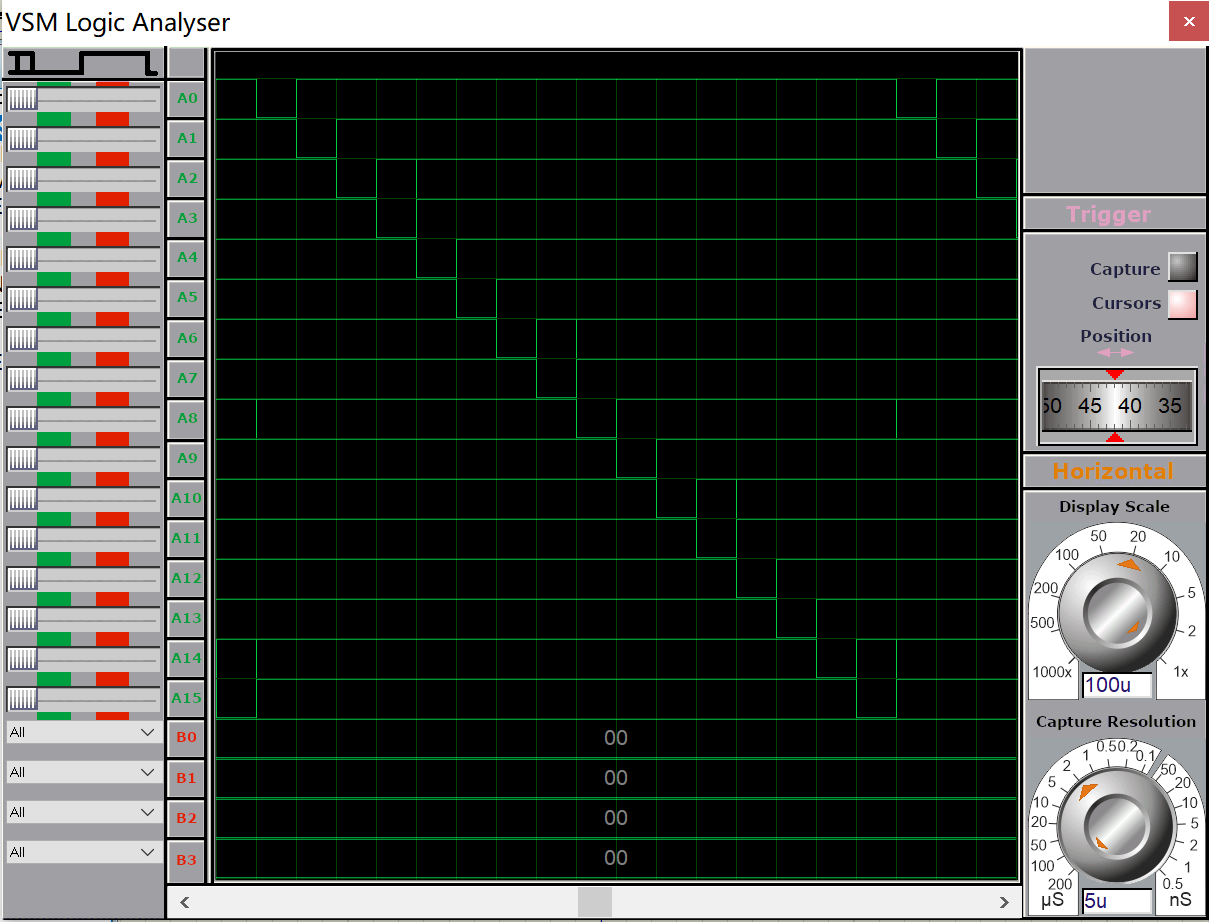 VSM Logic Analyser
A0
A1
A2
Trigger
A3
A4
Capture
A5
Cursors
A6
Position
A7
50 45 40 35
A8
A9
Horizontal
A10
Display Scale
A11
50 20
100 10
A12
200 5
A13
500 2
A14
1000x 1x
100u
A15
Capture Resolution
All
B0
00
0.5 0.2 0.1
1 50
2 20
All
B1
00
5 10
10 5
All
B2
00
20 2
50 1
All
B3
00
100 0.5
200
µS nS
5u